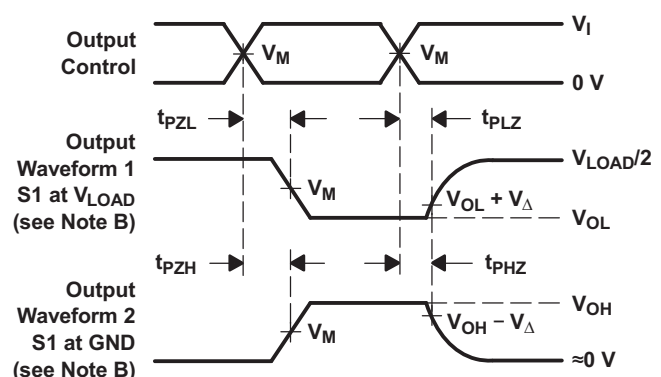 Output
Control
V_M
V_M
V_I
0 V
t_PZL
t_PLZ
Output
Waveform 1
S1 at V_LOAD
(see Note B)
V_M
V_LOAD/2
V_OL + V_Δ
V_OL
t_PZH
t_PHZ
Output
Waveform 2
S1 at GND
(see Note B)
V_M
V_OH
V_OH − V_Δ
≈0 V